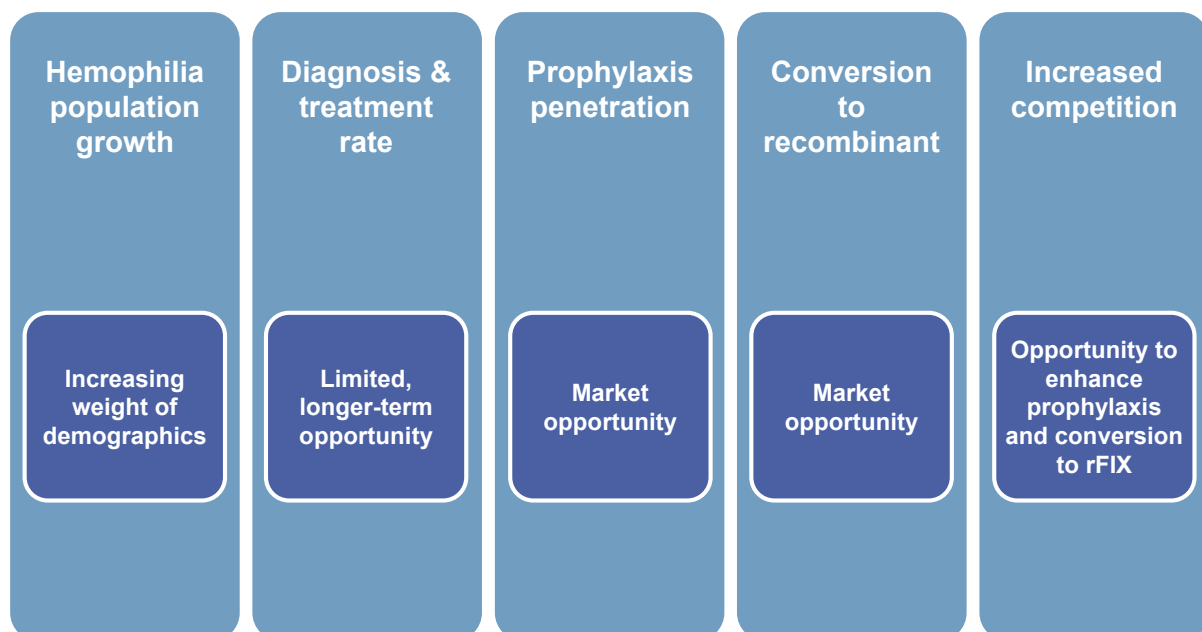 Hemophilia
population
growth
Increasing
weight of
demographics
Diagnosis &
treatment
rate
Limited,
longer-term
opportunity
Prophylaxis
penetration
Market
opportunity
Conversion
to
recombinant
Market
opportunity
Increased
competition
Opportunity to
enhance
prophylaxis
and conversion
to rFIX